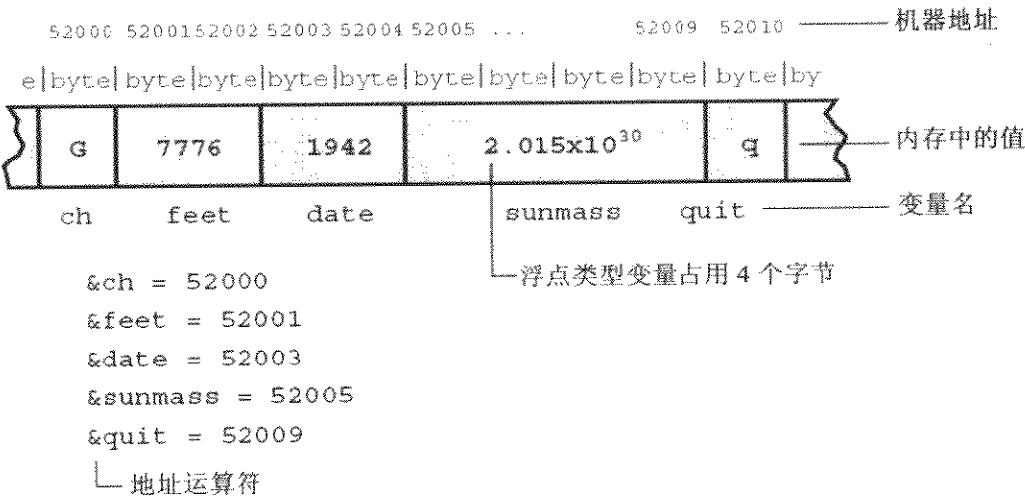 52000 52001 52002 52003 52004 52005 ... 52009 52010 机器地址
e|byte|byte|byte|byte|byte|byte|byte|byte|byte|byte|by
G 7776 1942 2.015x10³⁰ q 内存中的值
ch feet date sunmass quit 变量名
浮点类型变量占用 4 个字节
&ch = 52000
&feet = 52001
&date = 52003
&sunmass = 52005
&quit = 52009
地址运算符